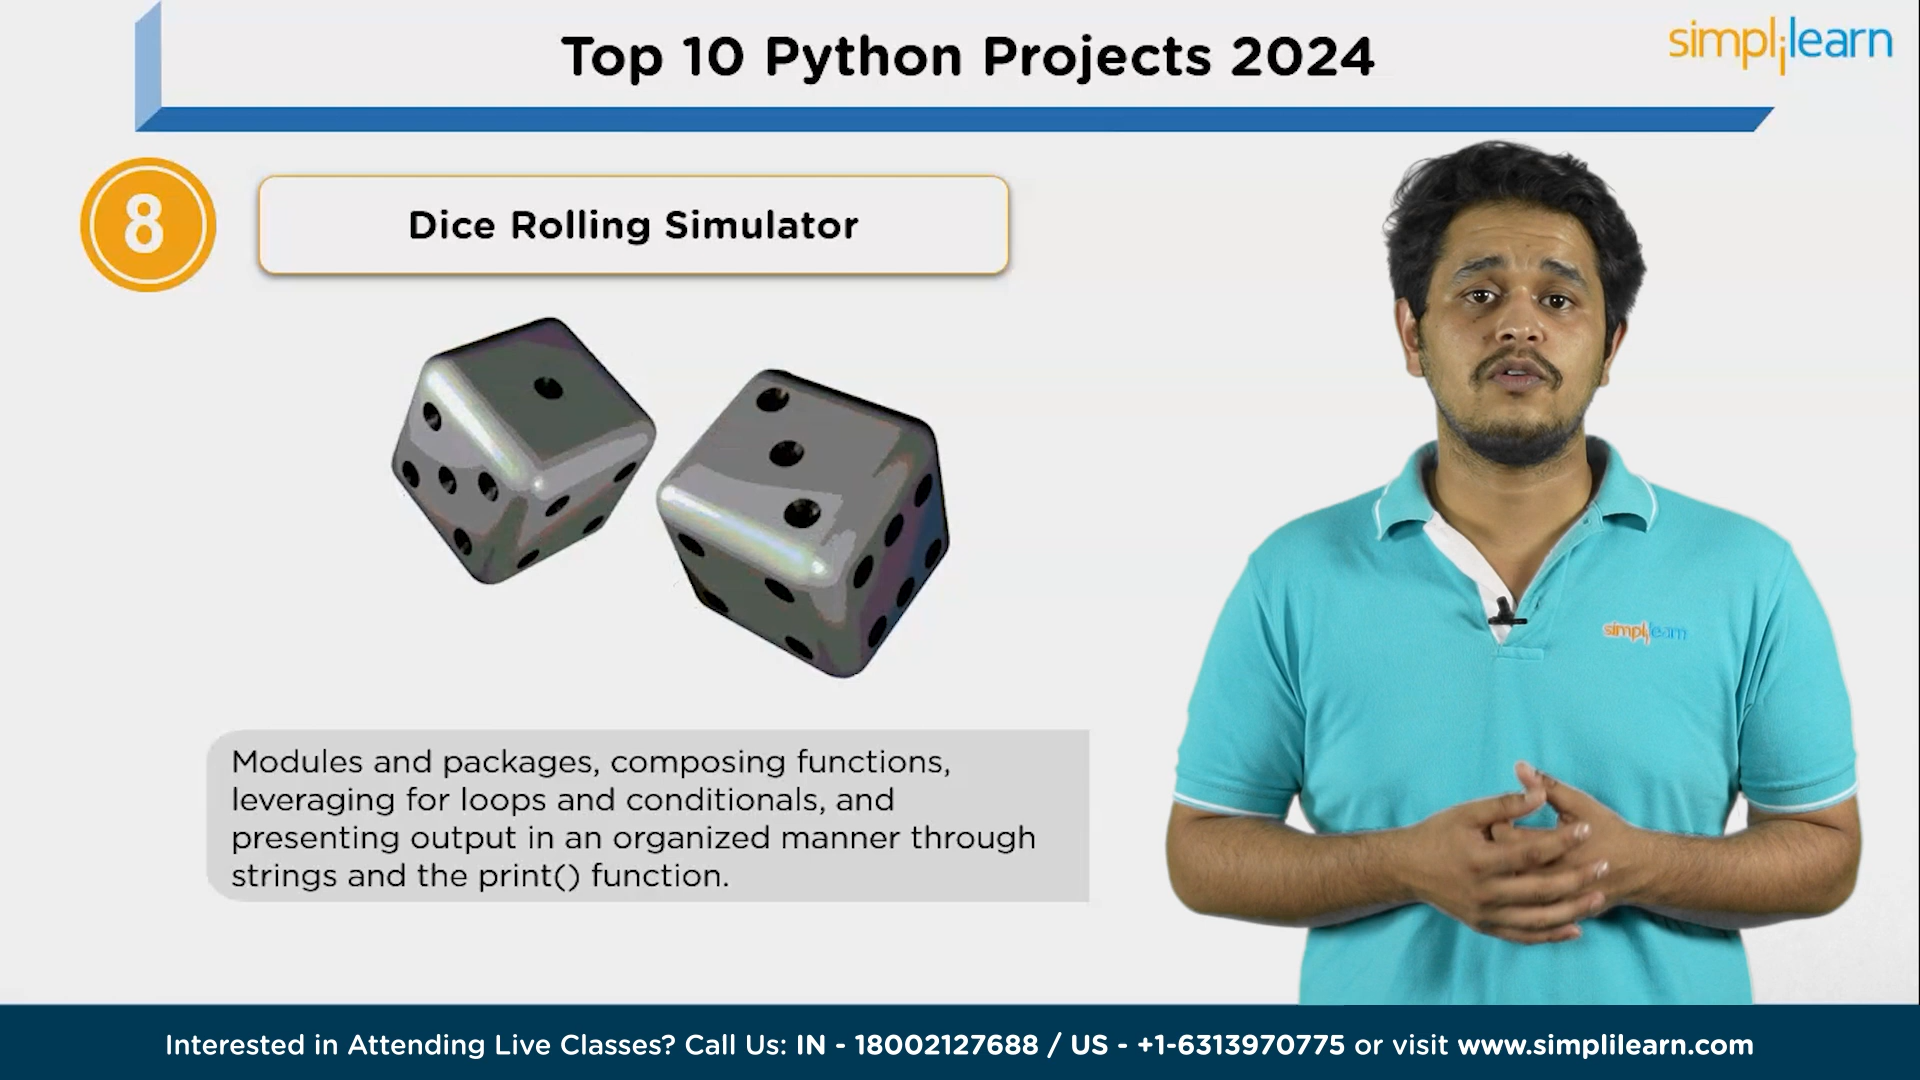 Top 10 Python Projects 2024
simplilearn
8
Dice Rolling Simulator
Modules and packages, composing functions,
leveraging for loops and conditionals, and
presenting output in an organized manner through
strings and the print() function.
simplilearn
Interested in Attending Live Classes? Call Us: IN - 18002127688 / US - +1-6313970775 or visit www.simplilearn.com